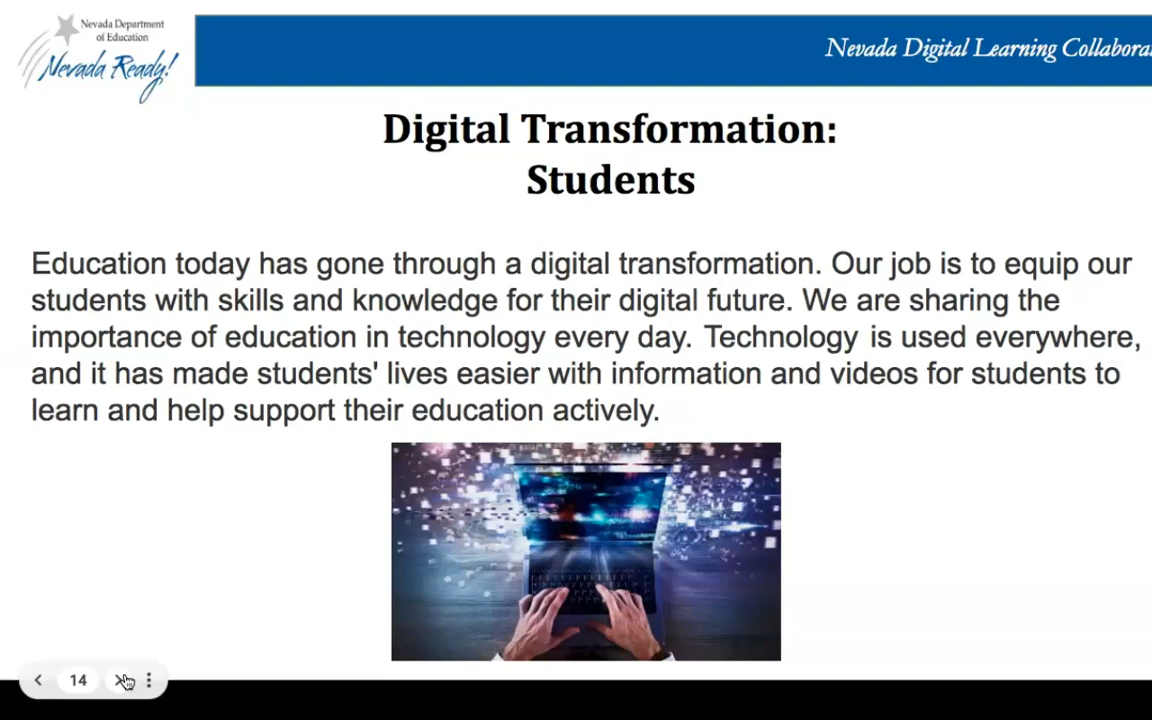 Nevada Department
of Education
Nevada Ready!
Nevada Digital Learning
Digital Transformation:
Students
Education today has gone through a digital transformation. Our job is to equip our
students with skills and knowledge for their digital future. We are sharing the
importance of education in technology every day. Technology is used everywhere,
and it has made students' lives easier with information and videos for students to
learn and help support their education actively.
14